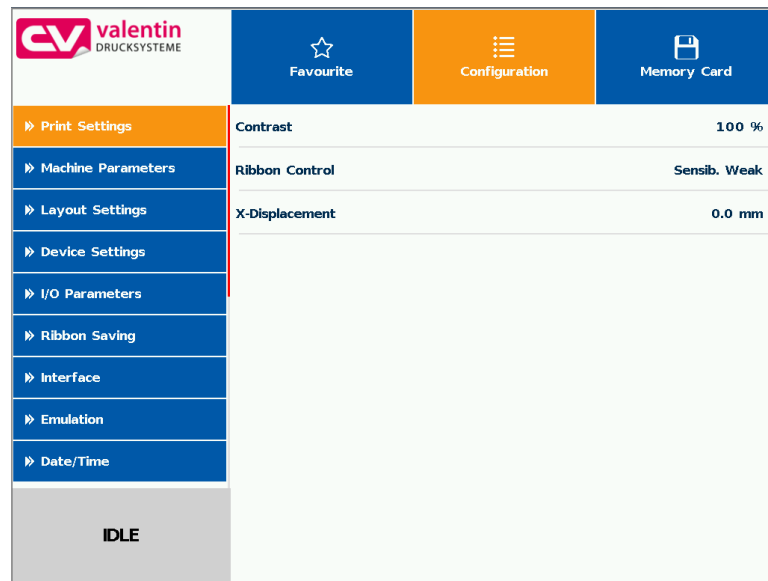 CV valentin
DRUCKSYSTEME
Favourite
Configuration
Memory Card
Print Settings
Machine Parameters
Layout Settings
Device Settings
I/O Parameters
Ribbon Saving
Interface
Emulation
Date/Time
IDLE
Contrast 100 %
Ribbon Control Sensib. Weak
X-Displacement 0.0 mm